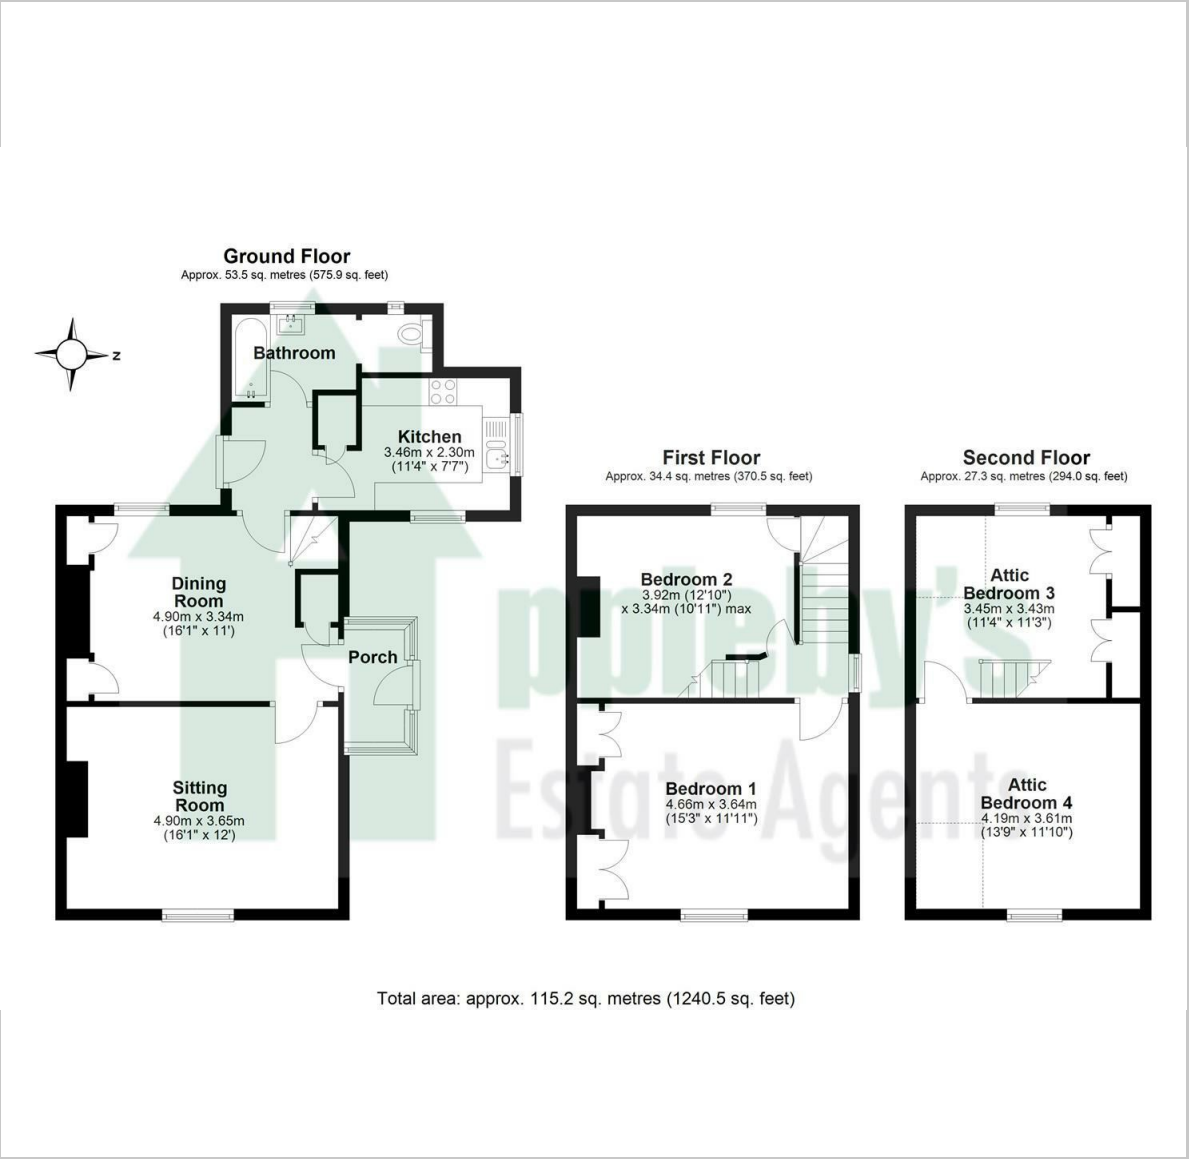 Ground Floor
Approx. 53.5 sq. metres (575.9 sq. feet)
Z
Bathroom
Kitchen
3.46m x 2.30m
(11'4" x 7'7")
Dining
Room
4.90m x 3.34m
(16'1" x 11')
Porch
Sitting
Room
4.90m x 3.65m
(16'1" x 12')
First Floor
Approx. 34.4 sq. metres (370.5 sq. feet)
Bedroom 2
3.92m (12'10")
x 3.34m (10'11") max
Bedroom 1
4.66m x 3.64m
(15'3" x 11'11")
Second Floor
Approx. 27.3 sq. metres (294.0 sq. feet)
Attic
Bedroom 3
3.45m x 3.43m
(11'4" x 11'3")
Attic
Bedroom 4
4.19m x 3.61m
(13'9" x 11'10")
Appleby's
Estate Agents
Total area: approx. 115.2 sq. metres (1240.5 sq. feet)